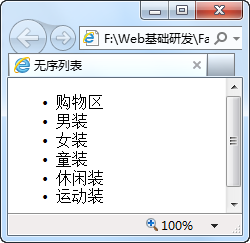 F:\Web基础研发\Fa
无序列表
• 购物区
• 男装
• 女装
• 童装
• 休闲装
• 运动装
100%